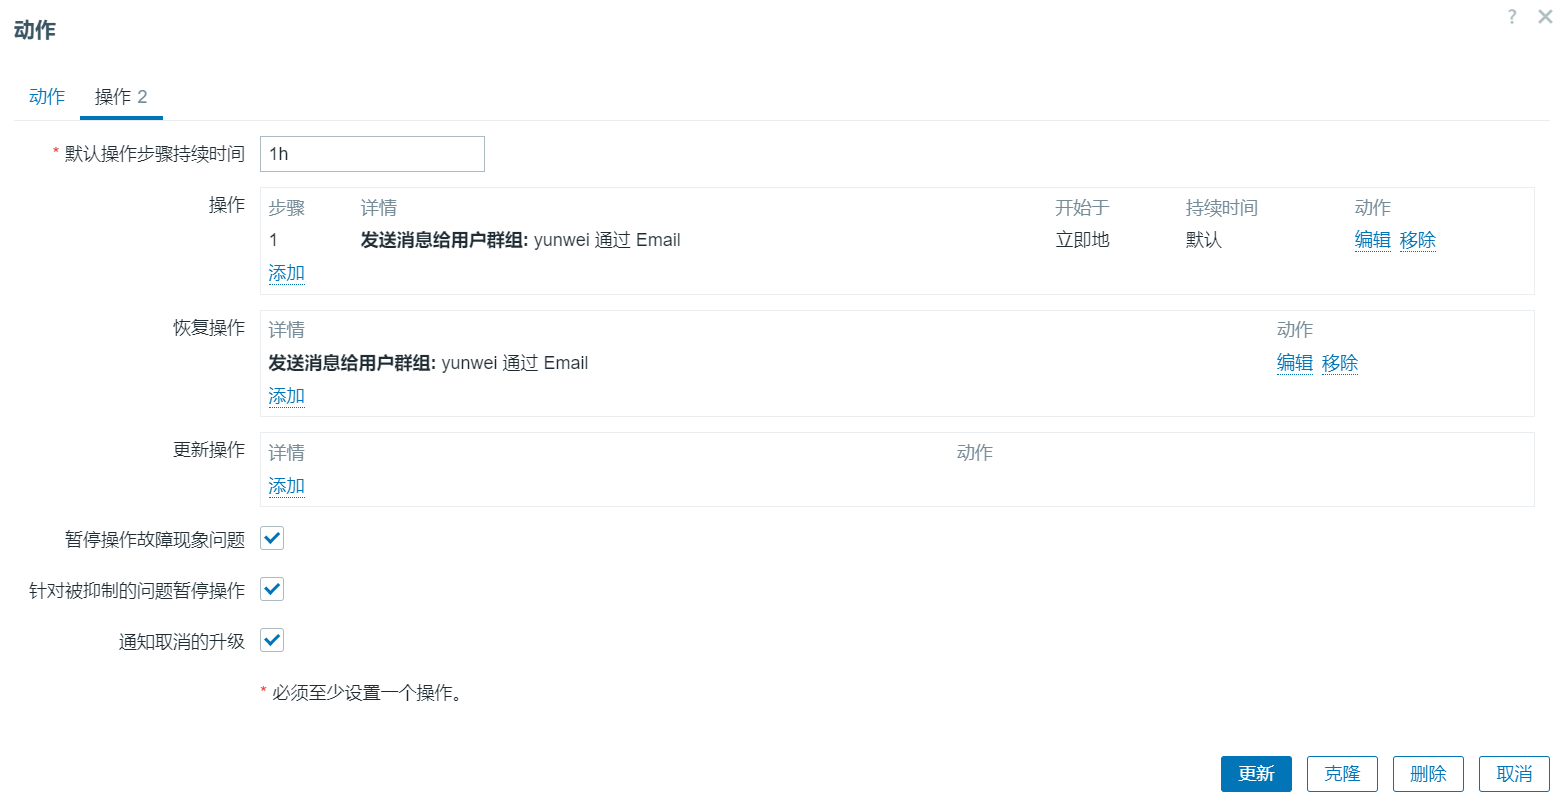 动作
?
动作 操作 2
* 默认操作步骤持续时间 1h
操作 步骤 详情 开始于 持续时间 动作
1 发送消息给用户群组: yunwei 通过 Email 立即地 默认 编辑 移除
添加
恢复操作 详情 动作
发送消息给用户群组: yunwei 通过 Email 编辑 移除
添加
更新操作 详情 动作
添加
暂停操作故障现象问题
针对被抑制的问题暂停操作
通知取消的升级
* 必须至少设置一个操作。
更新 克隆 删除 取消